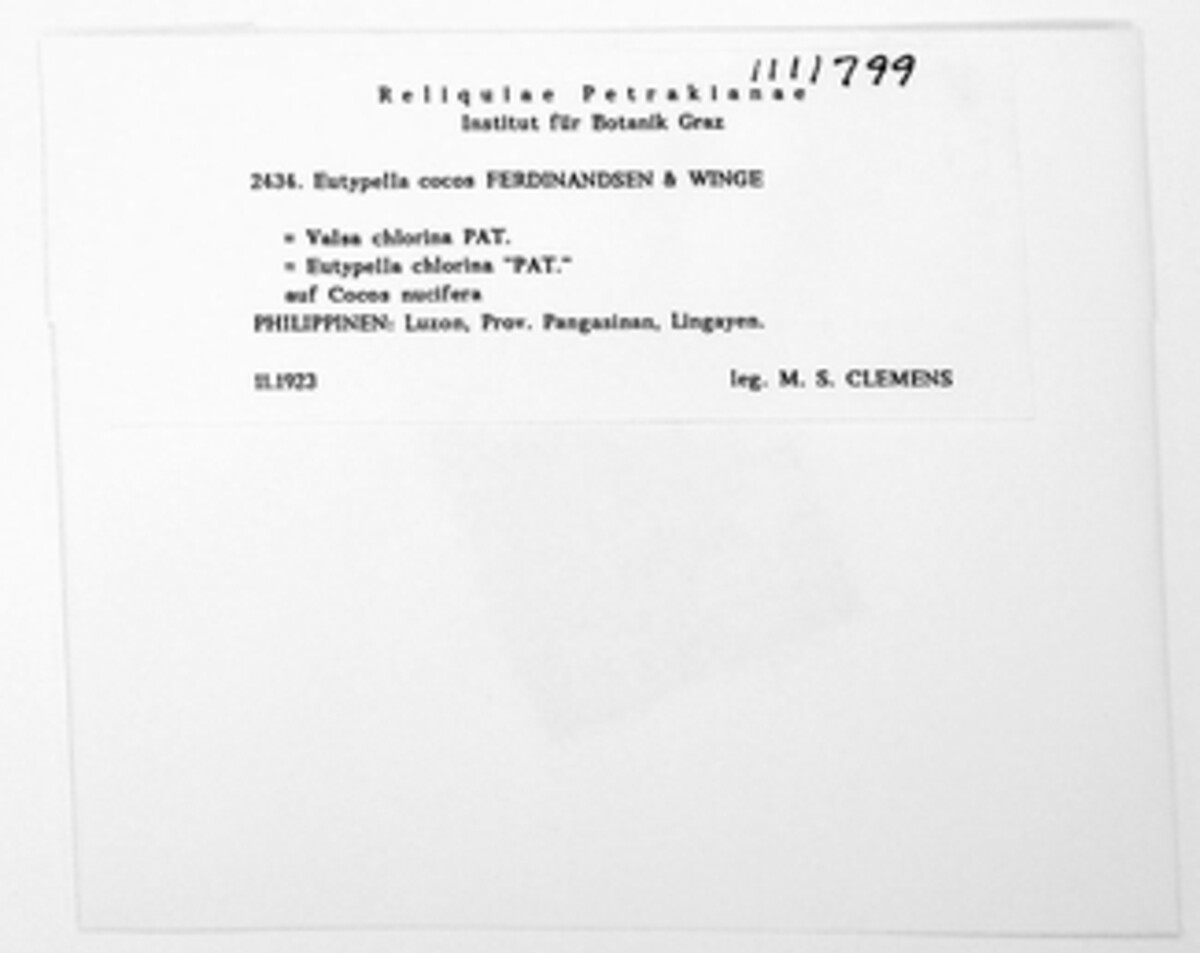 1111799
Reliquiae Petrakianae
Institut für Botanik Graz
2434. Eutypella cocos FERDINANDSEN & WINGE
= Valsa chlorina PAT.
= Eutypella chlorina "PAT."
auf Cocos nucifera
PHILIPPINEN: Luzon, Prov. Pangasinan, Lingayen.
11.1923 leg. M. S. CLEMENS